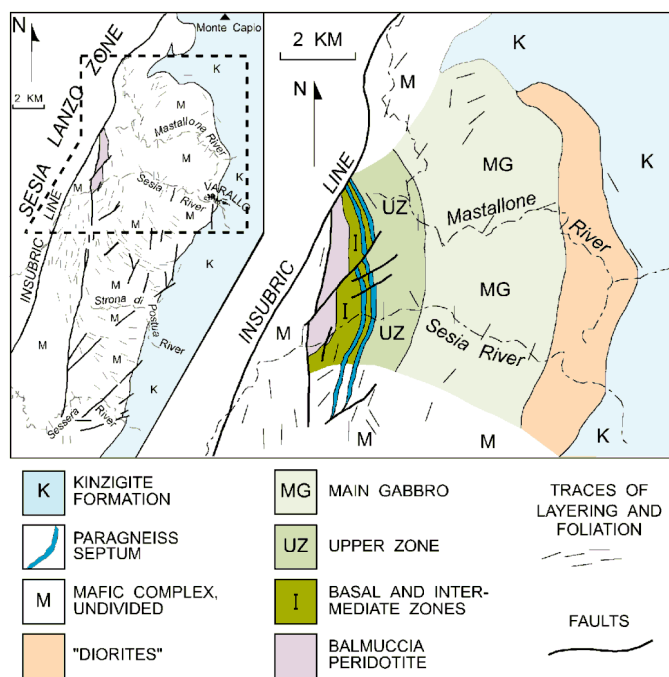 N
Monte Capio
2 KM
K
SESIA LANZO ZONE
M
Mastallone River
M
K
Sesia River
VARALLO
M
M
INSUBRIC LINE
M
K
M
Strona di Postua River
M
M
M
K
Sessera River
M
2 KM
N
M
K
MG
K
UZ
Mastallone River
I
MG
INSUBRIC LINE
I
UZ
Sesia River
M
M
M
K
K
KINZIGITE
FORMATION
PARAGNEISS
SEPTUM
M
MAFIC COMPLEX,
UNDIVIDED
"DIORITES"
MG
MAIN GABBRO
UZ
UPPER ZONE
I
BASAL AND INTER-
MEDIATE ZONES
BALMUCCIA
PERIDOTITE
TRACES OF
LAYERING AND
FOLIATION
FAULTS